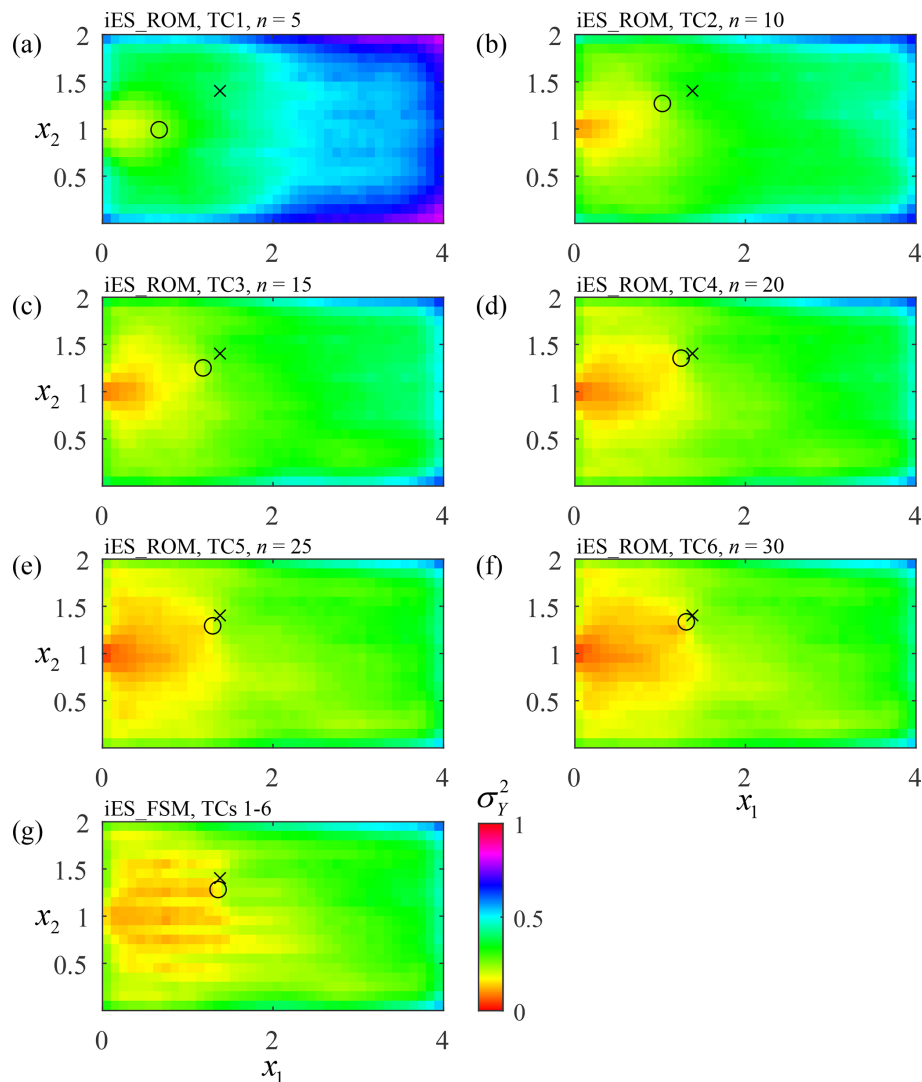 (a) iES_ROM, TC1, n = 5
2
1.5
x2 1
0.5
0 2 4
(b) iES_ROM, TC2, n = 10
2
1.5
1
0.5
0 2 4
(c) iES_ROM, TC3, n = 15
2
1.5
x2 1
0.5
0 2 4
(d) iES_ROM, TC4, n = 20
2
1.5
1
0.5
0 2 4
(e) iES_ROM, TC5, n = 25
2
1.5
x2 1
0.5
0 2 4
(f) iES_ROM, TC6, n = 30
2
1.5
1
0.5
0 2 4
x1
(g) iES_FSM, TCs 1-6
2
1.5
x2 1
0.5
0 2 4
x1
σ_Y^2
1
0.5
0